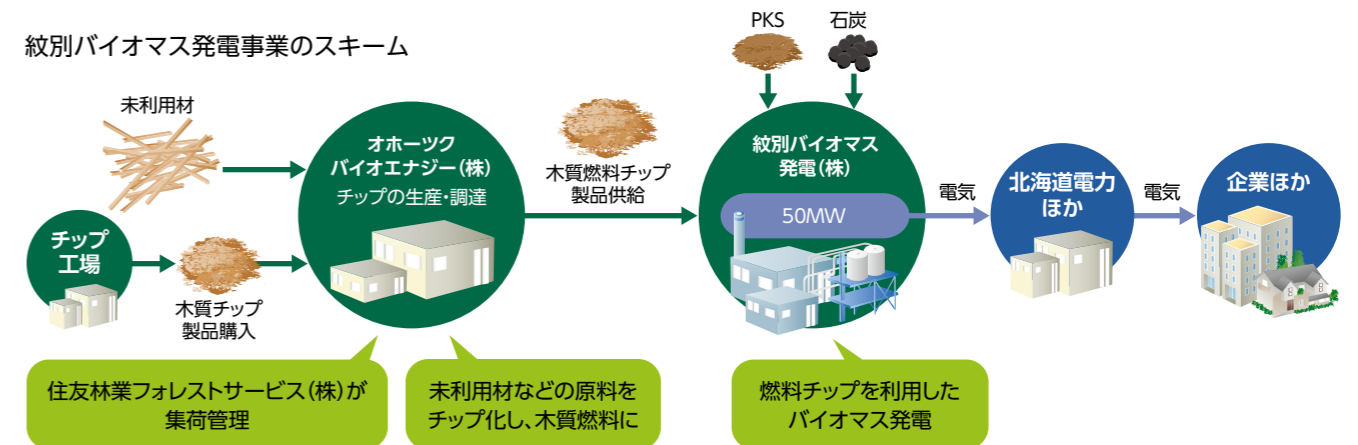 紋別バイオマス発電事業のスキーム
未利用材
チップ
工場
木質チップ
製品購入
オホーツク
バイオエナジー（株）
チップの生産・調達
木質燃料チップ
製品供給
PKS
石炭
紋別バイオマス
発電（株）
50MW
電気
北海道電力
ほか
電気
企業ほか
住友林業フォレストサービス（株）が
集荷管理
未利用材などの原料を
チップ化し、木質燃料に
燃料チップを利用した
バイオマス発電